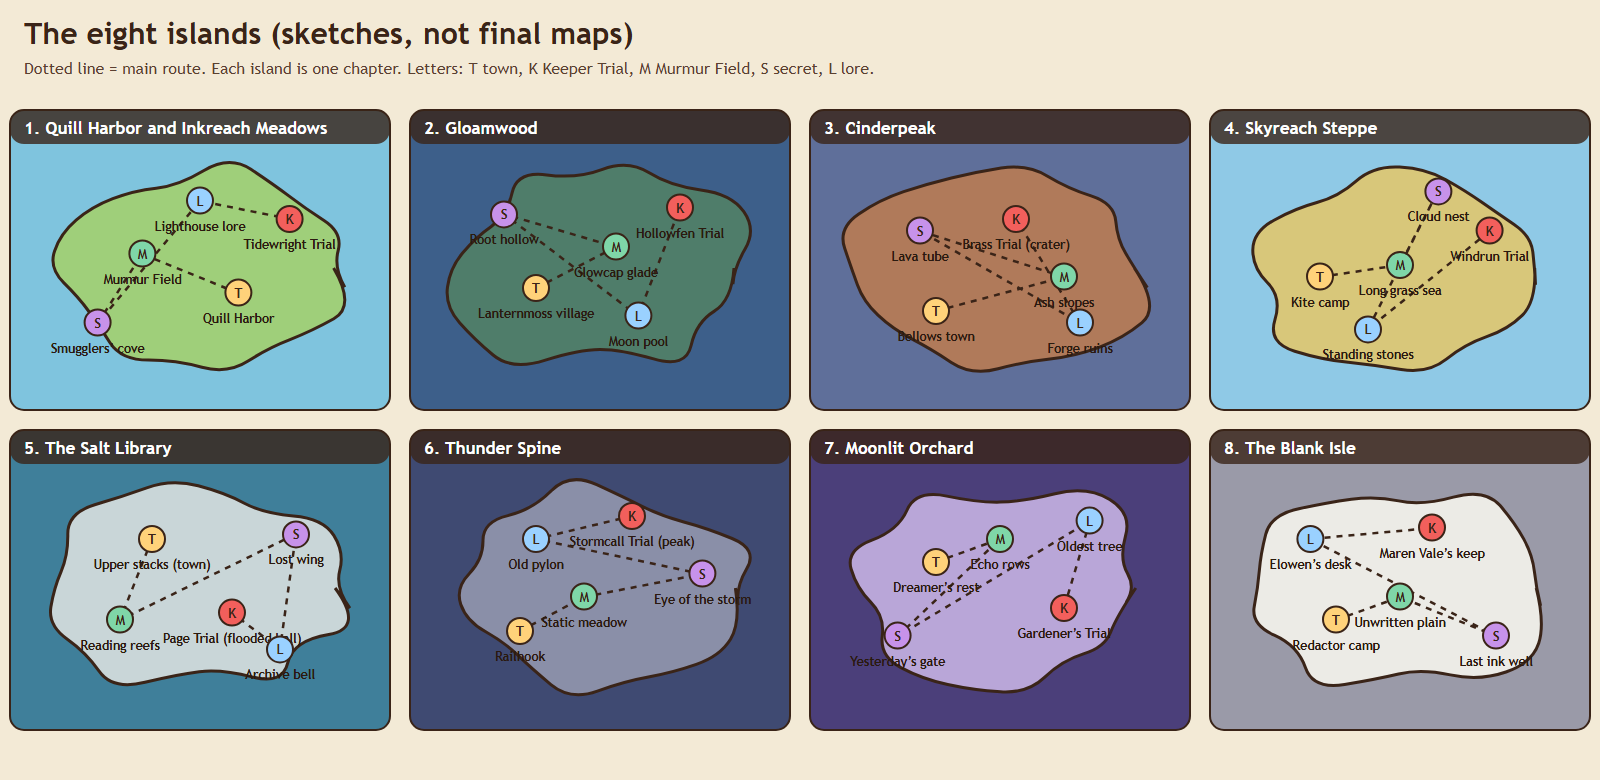 The eight islands (sketches, not final maps)
Dotted line = main route. Each island is one chapter. Letters: T town, K Keeper Trial, M Murmur Field, S secret, L lore.
1. Quill Harbor and Inkreach Meadows
L
Lighthouse lore
K
Tidewright Trial
M
Murmur Field
T
Quill Harbor
S
Smugglers' cove
2. Gloamwood
K
Hollowfen Trial
S
Root hollow
M
Glowcap glade
T
Lanternmoss village
L
Moon pool
3. Cinderpeak
K
Brass Trial (crater)
S
Lava tube
M
Ash slopes
T
Bellows town
L
Forge ruins
4. Skyreach Steppe
S
Cloud nest
K
Windrun Trial
M
Long grass sea
T
Kite camp
L
Standing stones
5. The Salt Library
T
Upper stacks (town)
S
Lost wing
M
Reading reefs
K
Page Trial (flooded hall)
L
Archive bell
6. Thunder Spine
K
Stormcall Trial (peak)
L
Old pylon
S
Eye of the storm
M
Static meadow
T
Railhook
7. Moonlit Orchard
L
Oldest tree
M
Echo rows
T
Dreamer's rest
K
Gardener's Trial
S
Yesterday's gate
8. The Blank Isle
K
Maren Vale's keep
L
Elowen's desk
M
Unwritten plain
T
Redactor camp
S
Last ink well